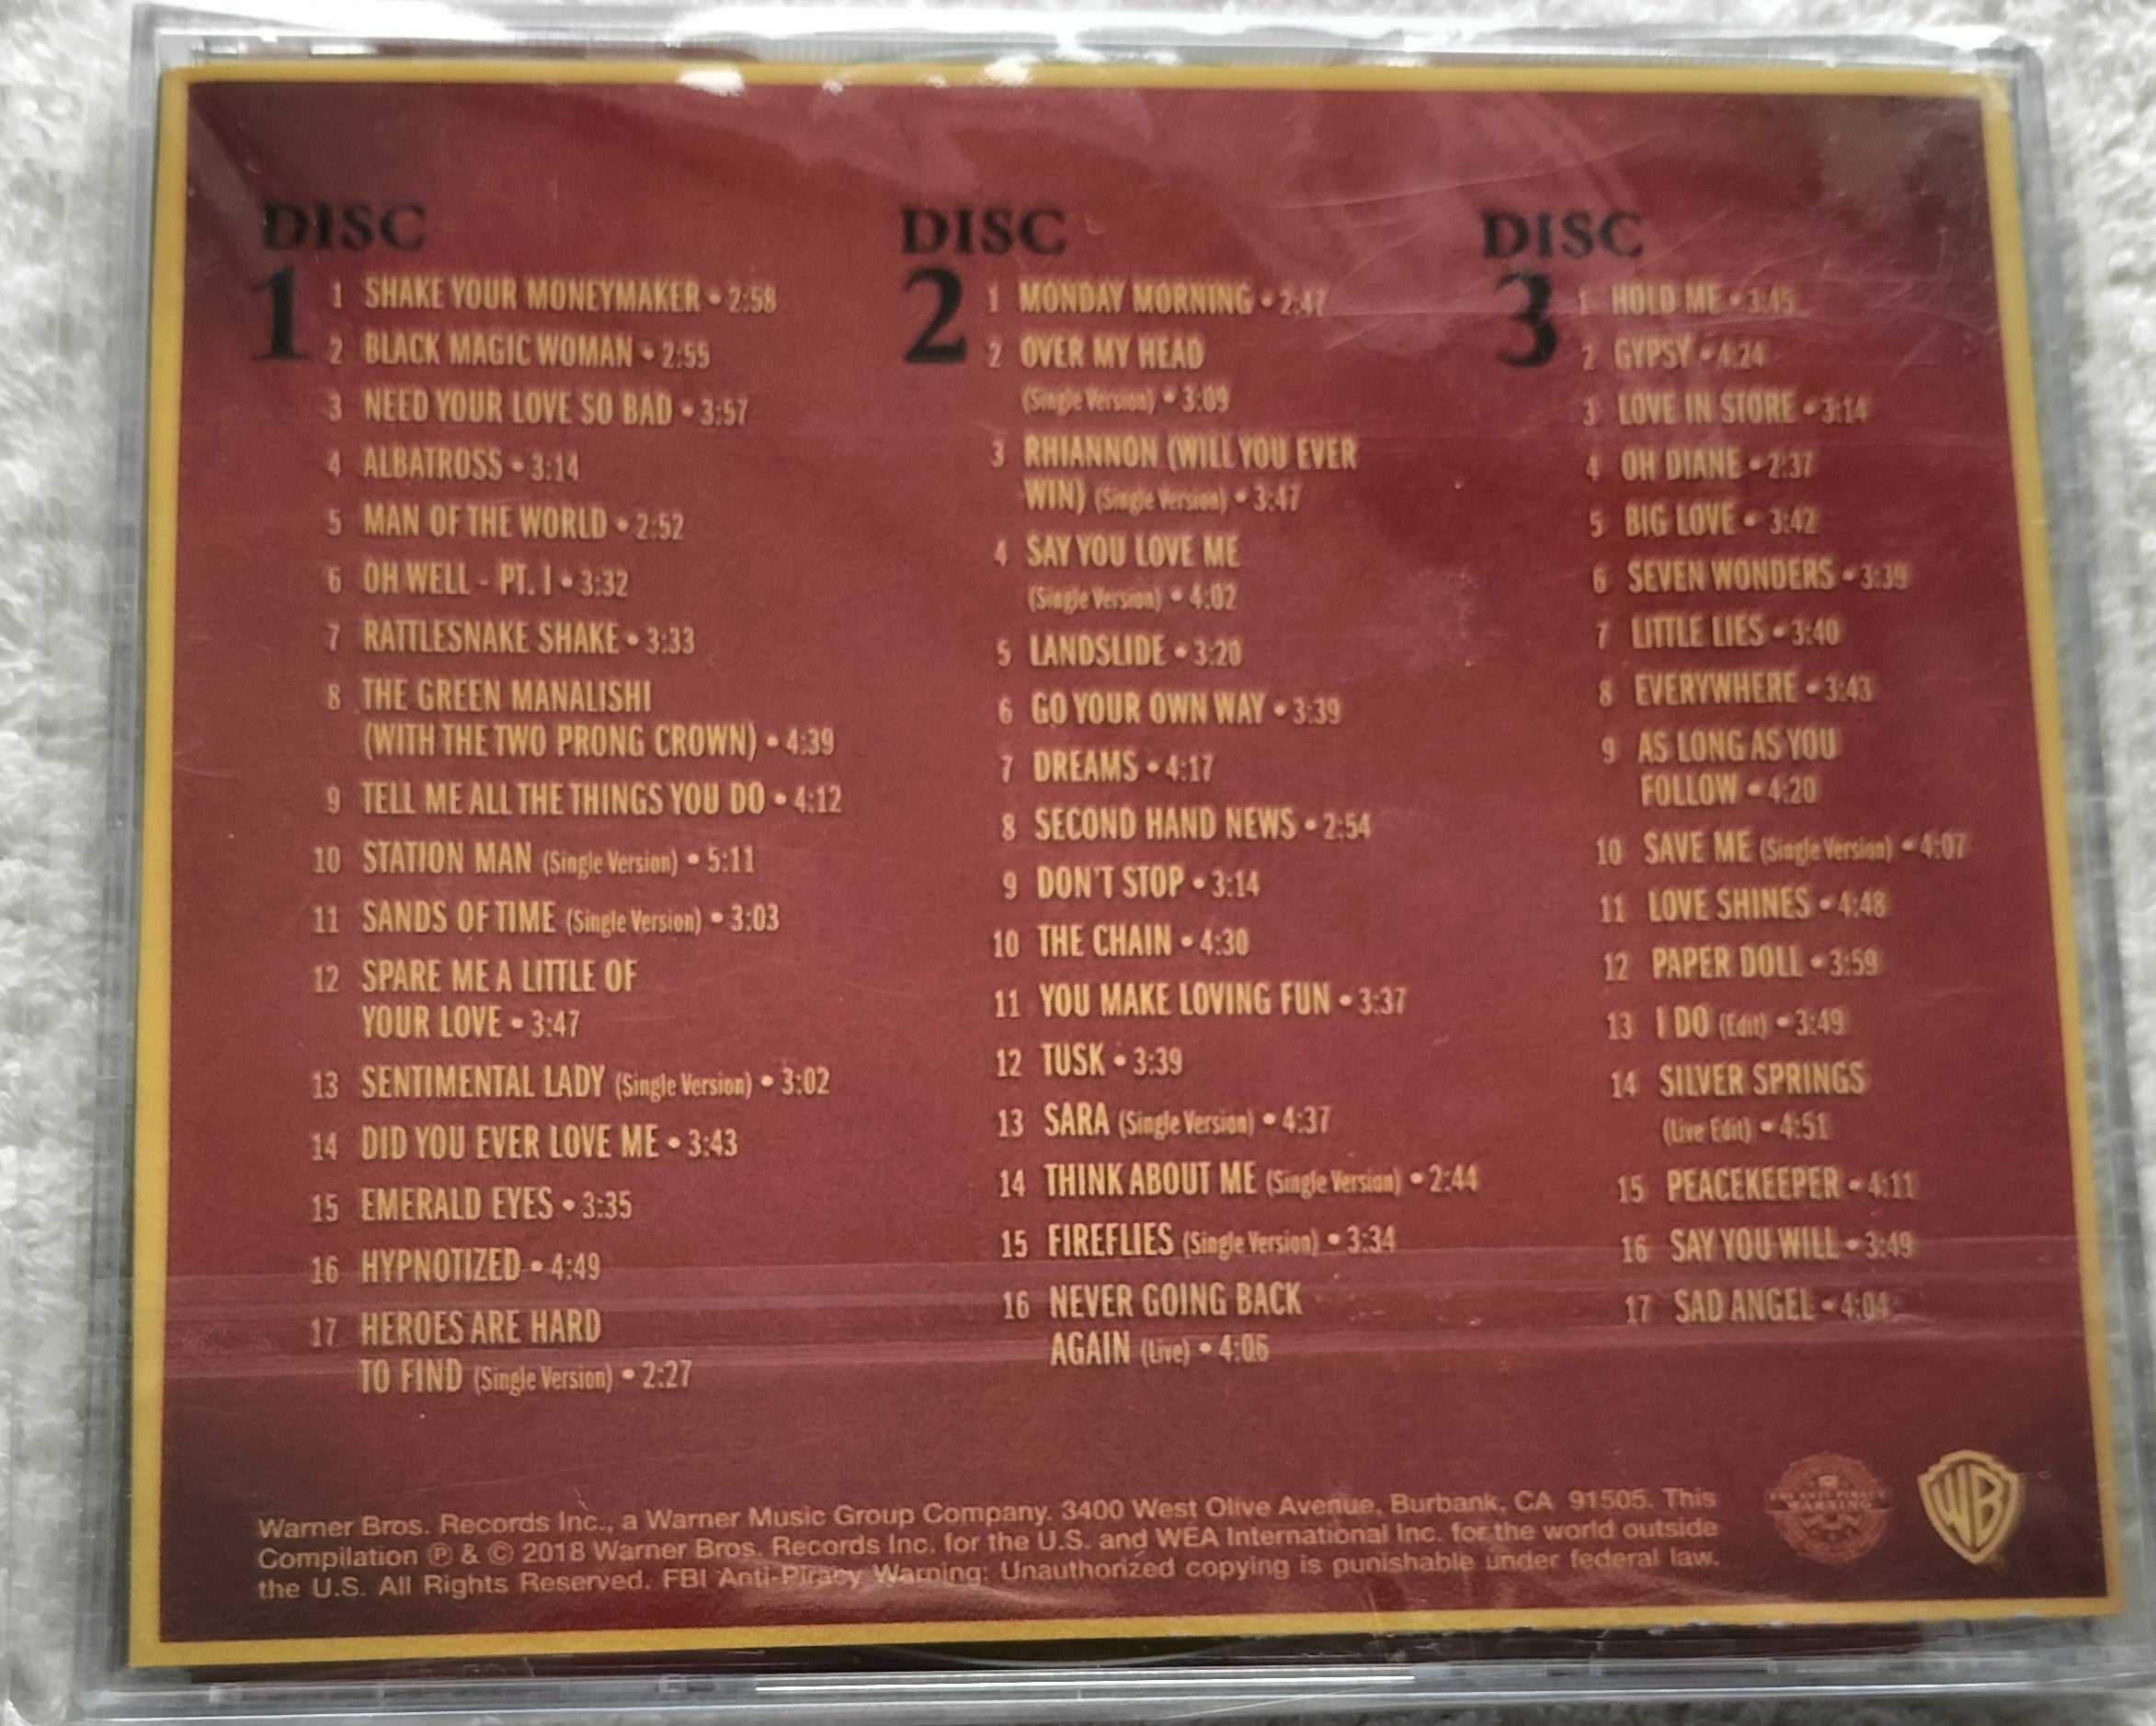 DISC
1
1 SHAKE YOUR MONEYMAKER • 2:58
2 BLACK MAGIC WOMAN • 2:55
3 NEED YOUR LOVE SO BAD • 3:57
4 ALBATROSS • 3:14
5 MAN OF THE WORLD • 2:52
6 OH WELL - PT. I • 3:32
7 RATTLESNAKE SHAKE • 3:33
8 THE GREEN MANALISHI
(WITH THE TWO PRONG CROWN) • 4:39
9 TELL ME ALL THE THINGS YOU DO • 4:12
10 STATION MAN (Single Version) • 5:11
11 SANDS OF TIME (Single Version) • 3:03
12 SPARE ME A LITTLE OF
YOUR LOVE • 3:47
13 SENTIMENTAL LADY (Single Version) • 3:02
14 DID YOU EVER LOVE ME • 3:43
15 EMERALD EYES • 3:35
16 HYPNOTIZED • 4:49
17 HEROES ARE HARD
TO FIND (Single Version) • 2:27
DISC
2
1 MONDAY MORNING • 2:47
2 OVER MY HEAD
(Single Version) • 3:09
3 RHIANNON (WILL YOU EVER
WIN) (Single Version) • 3:47
4 SAY YOU LOVE ME
(Single Version) • 4:02
5 LANDSLIDE • 3:20
6 GO YOUR OWN WAY • 3:39
7 DREAMS • 4:17
8 SECOND HAND NEWS • 2:54
9 DON'T STOP • 3:14
10 THE CHAIN • 4:30
11 YOU MAKE LOVING FUN • 3:37
12 TUSK • 3:39
13 SARA (Single Version) • 4:37
14 THINK ABOUT ME (Single Version) • 2:44
15 FIREFLIES (Single Version) • 3:34
16 NEVER GOING BACK
AGAIN (Live) • 4:06
DISC
3
1 HOLD ME • 3:45
2 GYPSY • 4:24
3 LOVE IN STORE • 3:14
4 OH DIANE • 2:37
5 BIG LOVE • 3:42
6 SEVEN WONDERS • 3:39
7 LITTLE LIES • 3:40
8 EVERYWHERE • 3:43
9 AS LONG AS YOU
FOLLOW • 4:20
10 SAVE ME (Single Version) • 4:07
11 LOVE SHINES • 4:48
12 PAPER DOLL • 3:59
13 I DO (Edit) • 3:49
14 SILVER SPRINGS
(Live Edit) • 4:51
15 PEACEKEEPER • 4:11
16 SAY YOU WILL • 3:49
17 SAD ANGEL • 4:04
Warner Bros. Records Inc., a Warner Music Group Company. 3400 West Olive Avenue, Burbank, CA 91505. This
Compilation ℗ & © 2018 Warner Bros. Records Inc. for the U.S. and WEA International Inc. for the world outside
the U.S. All Rights Reserved. FBI Anti-Piracy Warning: Unauthorized copying is punishable under federal law.
WARNING
WB